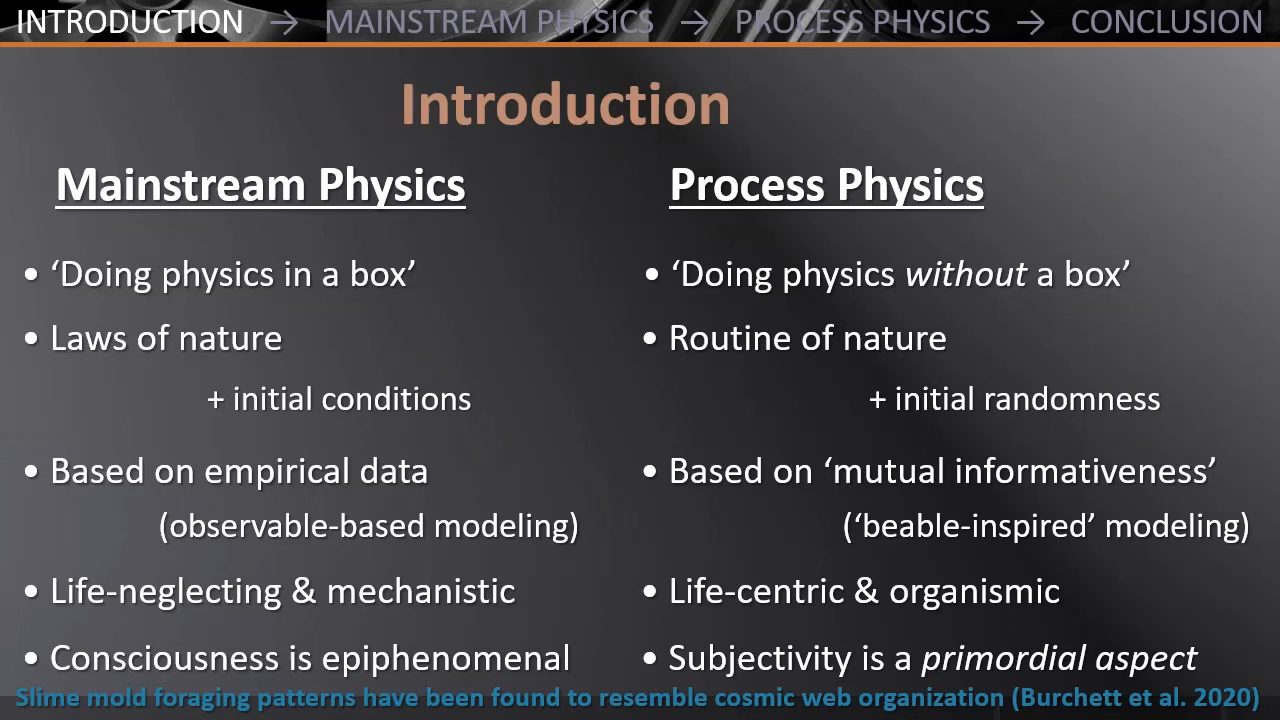 INTRODUCTION → MAINSTREAM PHYSICS → PROCESS PHYSICS → CONCLUSION
Introduction
Mainstream Physics
• ‘Doing physics in a box’
• Laws of nature
+ initial conditions
• Based on empirical data
(observable-based modeling)
• Life-neglecting & mechanistic
• Consciousness is epiphenomenal
Process Physics
• ‘Doing physics without a box’
• Routine of nature
+ initial randomness
• Based on ‘mutual informativeness’
(‘beable-inspired’ modeling)
• Life-centric & organismic
• Subjectivity is a primordial aspect
Slime mold foraging patterns have been found to resemble cosmic web organization (Burchett et al. 2020)